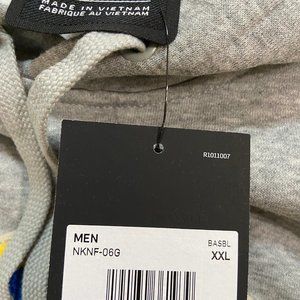 MADE IN VIETNAM
FABRIQUÉ AU VIETNAM
R1011007
MEN
NKNF-06G
BASBL
XXL